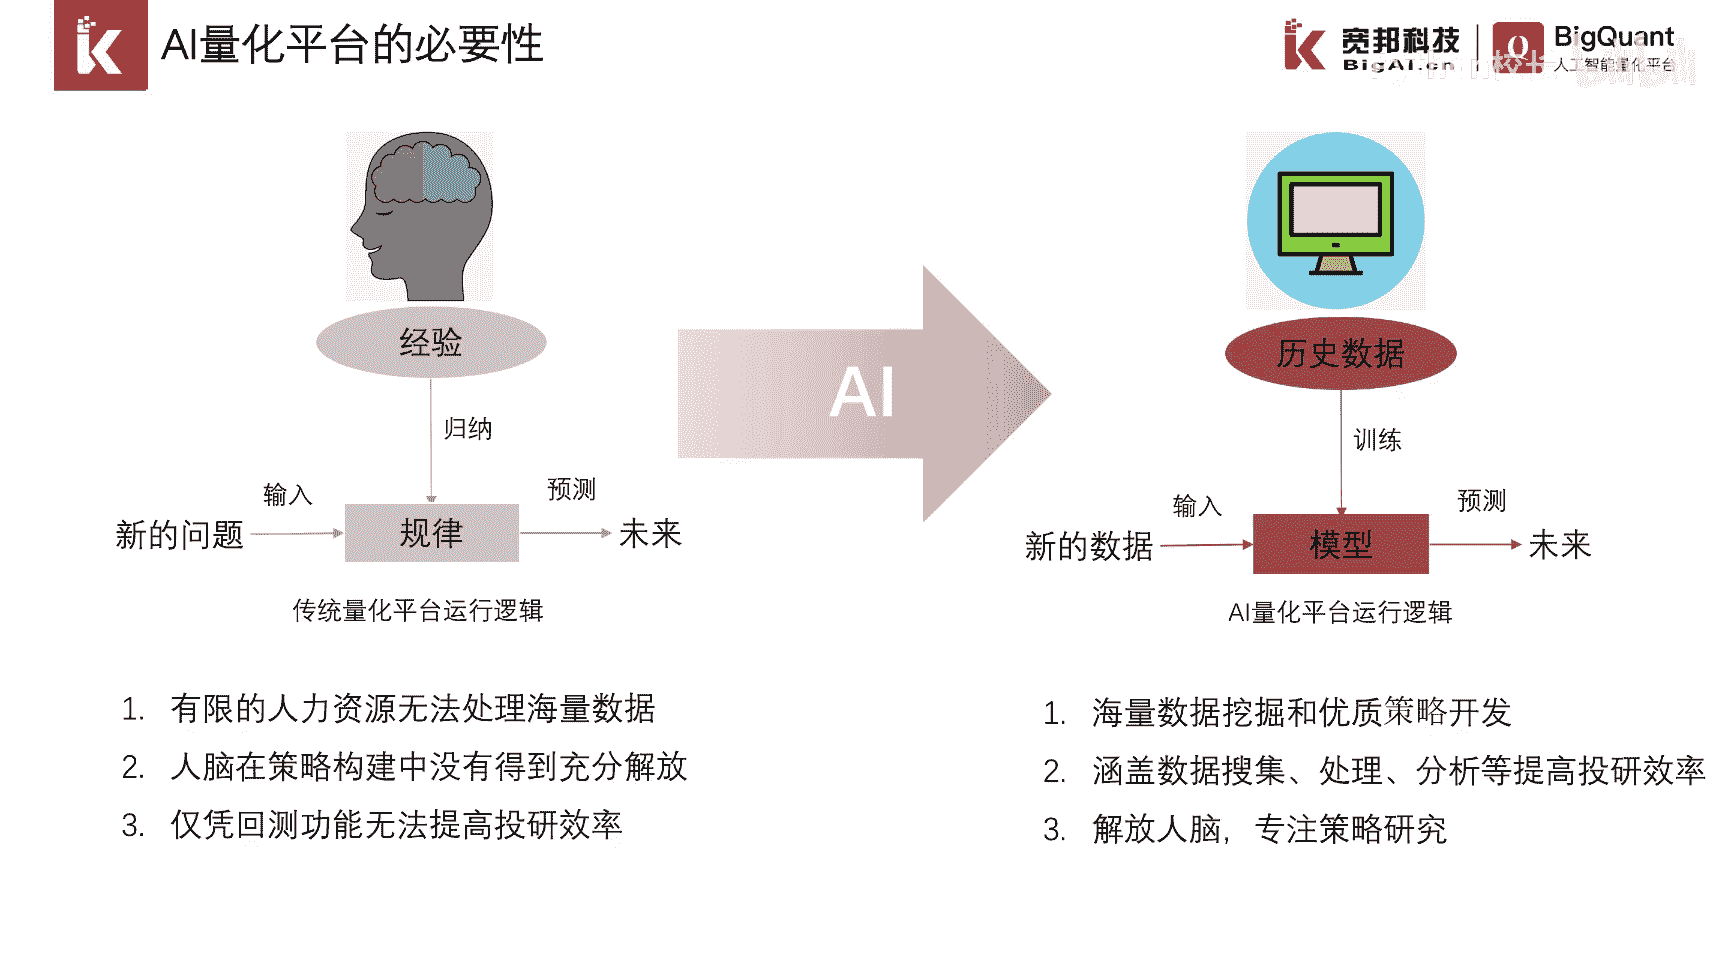 AI量化平台的必要性
宽邦科技
BigAI.cn
BigQuant
人工智能量化平台
经验
归纳
输入
预测
新的问题
规律
未来
传统量化平台运行逻辑
AI
历史数据
训练
输入
预测
新的数据
模型
未来
AI量化平台运行逻辑
1. 有限的人力资源无法处理海量数据
2. 人脑在策略构建中没有得到充分解放
3. 仅凭回测功能无法提高投研效率
1. 海量数据挖掘和优质策略开发
2. 涵盖数据搜集、处理、分析等提高投研效率
3. 解放人脑，专注策略研究